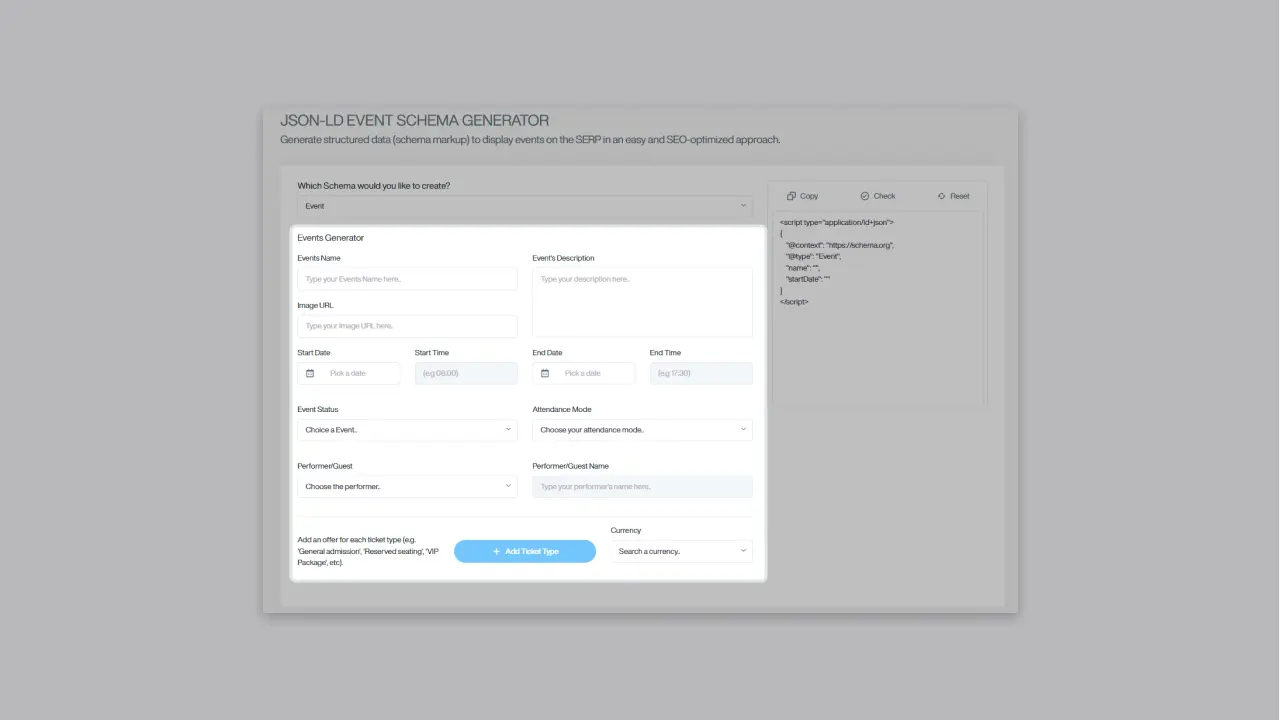 JSON-LD EVENT SCHEMA GENERATOR
Generate structured data (schema markup) to display events on the SERP in an easy and SEO-optimized approach.
Which Schema would you like to create?
Event
Events Generator
Events Name
Type your Events Name here..
Event's Description
Type your description here..
Image URL
Type your Image URL here.
Start Date
Pick a date
Start Time
(e.g 08:00)
End Date
Pick a date
End Time
(e.g 17:30)
Event Status
Choice a Event..
Attendance Mode
Choose your attendance mode..
Performer/Guest
Choose the performer..
Performer/Guest Name
Type your performer's name here..
Add an offer for each ticket type (e.g.
'General admission', 'Reserved seating', 'VIP
Package', etc).
+ Add Ticket Type
Currency
Search a currency..
Copy
Check
Reset
<script type="application/ld+json">
{
"@context": "https://schema.org",
"@type": "Event",
"name": "",
"startDate": ""
}
</script>